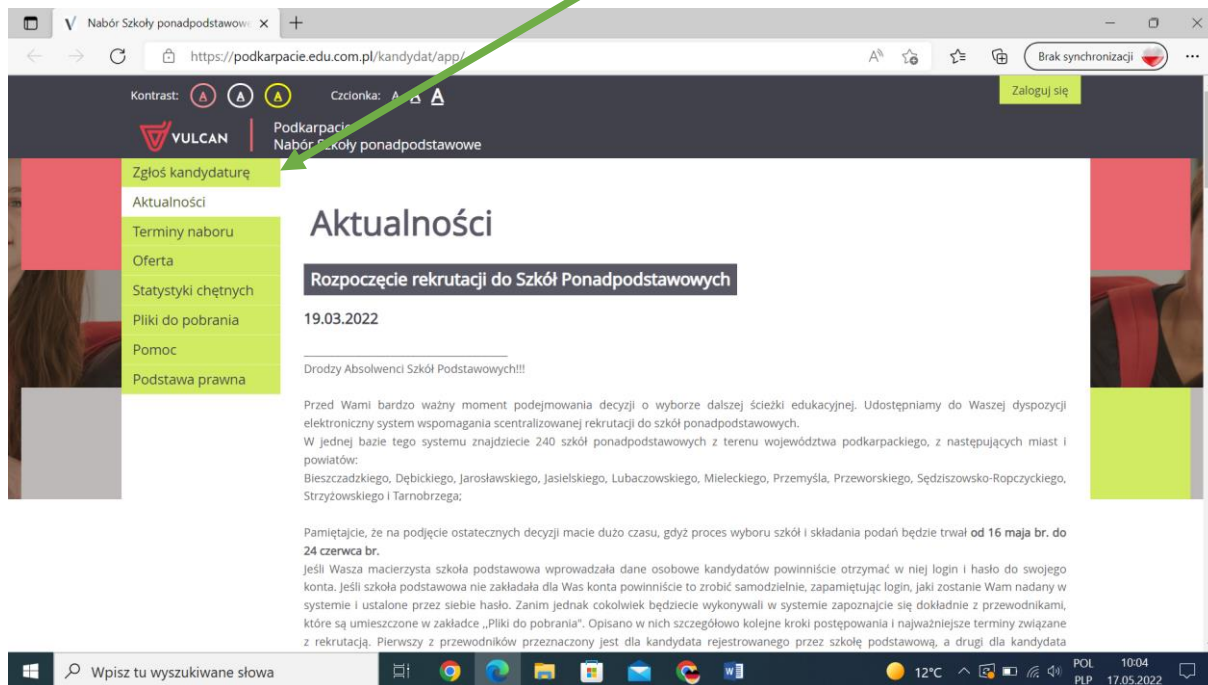 Nabór Szkoły ponadpodstawowe
https://podkarpacie.edu.com.pl/kandydat/app/
Brak synchronizacji
Kontrast: A A A Czcionka: A A A
Zaloguj się
VULCAN
Podkarpacie
Nabór Szkoły ponadpodstawowe
Zgłoś kandydaturę
Aktualności
Terminy naboru
Oferta
Statystyki chętnych
Pliki do pobrania
Pomoc
Podstawa prawna
Aktualności
Rozpoczęcie rekrutacji do Szkół Ponadpodstawowych
19.03.2022
Drodzy Absolwenci Szkół Podstawowych!!!
Przed Wami bardzo ważny moment podejmowania decyzji o wyborze dalszej ścieżki edukacyjnej. Udostępniamy do Waszej dyspozycji
elektroniczny system wspomagania scentralizowanej rekrutacji do szkół ponadpodstawowych.
W jednej bazie tego systemu znajdziecie 240 szkół ponadpodstawowych z terenu województwa podkarpackiego, z następujących miast i
powiatów:
Bieszczadzkiego, Dębickiego, Jarosławskiego, Jasielskiego, Lubaczowskiego, Mieleckiego, Przemyśla, Przeworskiego, Sędziszowsko-Ropczyckiego,
Strzyżowskiego i Tarnobrzega;
Pamiętajcie, że na podjęcie ostatecznych decyzji macie dużo czasu, gdyż proces wyboru szkół i składania podań będzie trwał od 16 maja br. do
24 czerwca br.
Jeśli Wasza macierzysta szkoła podstawowa wprowadzała dane osobowe kandydatów powinniście otrzymać w niej login i hasło do swojego
konta. Jeśli szkoła podstawowa nie zakładała dla Was konta powinniście to zrobić samodzielnie, zapamiętując login, jaki zostanie Wam nadany w
systemie i ustalone przez siebie hasło. Zanim jednak cokolwiek będziecie wykonywali w systemie zapoznajcie się dokładnie z przewodnikami,
które są umieszczone w zakładce „Pliki do pobrania". Opisano w nich szczegółowo kolejne kroki postępowania i najważniejsze terminy związane
z rekrutacją. Pierwszy z przewodników przeznaczony jest dla kandydata rejestrowanego przez szkołę podstawową, a drugi dla kandydata
Wpisz tu wyszukiwane słowa
12°C
POL
PLP
10:04
17.05.2022